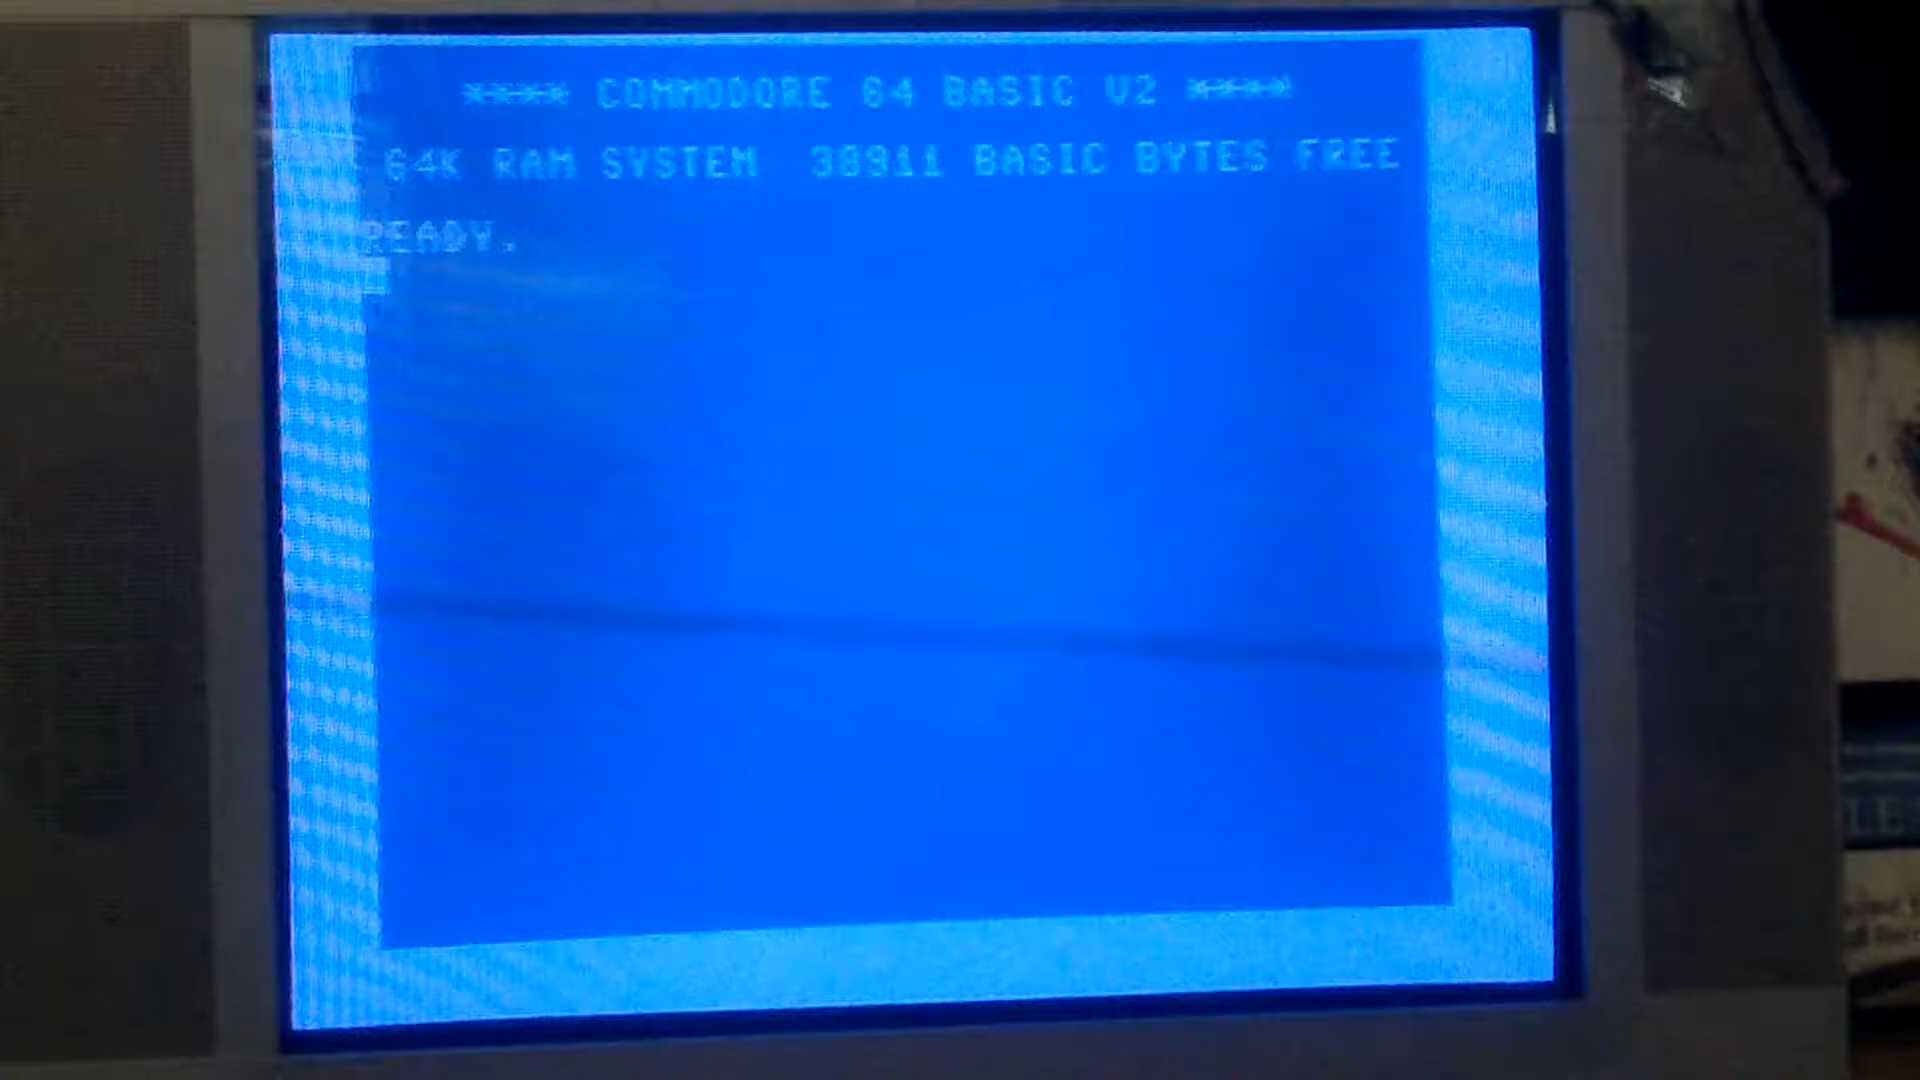 **** COMMODORE 64 BASIC V2 ****
64K RAM SYSTEM 38911 BASIC BYTES FREE
READY.